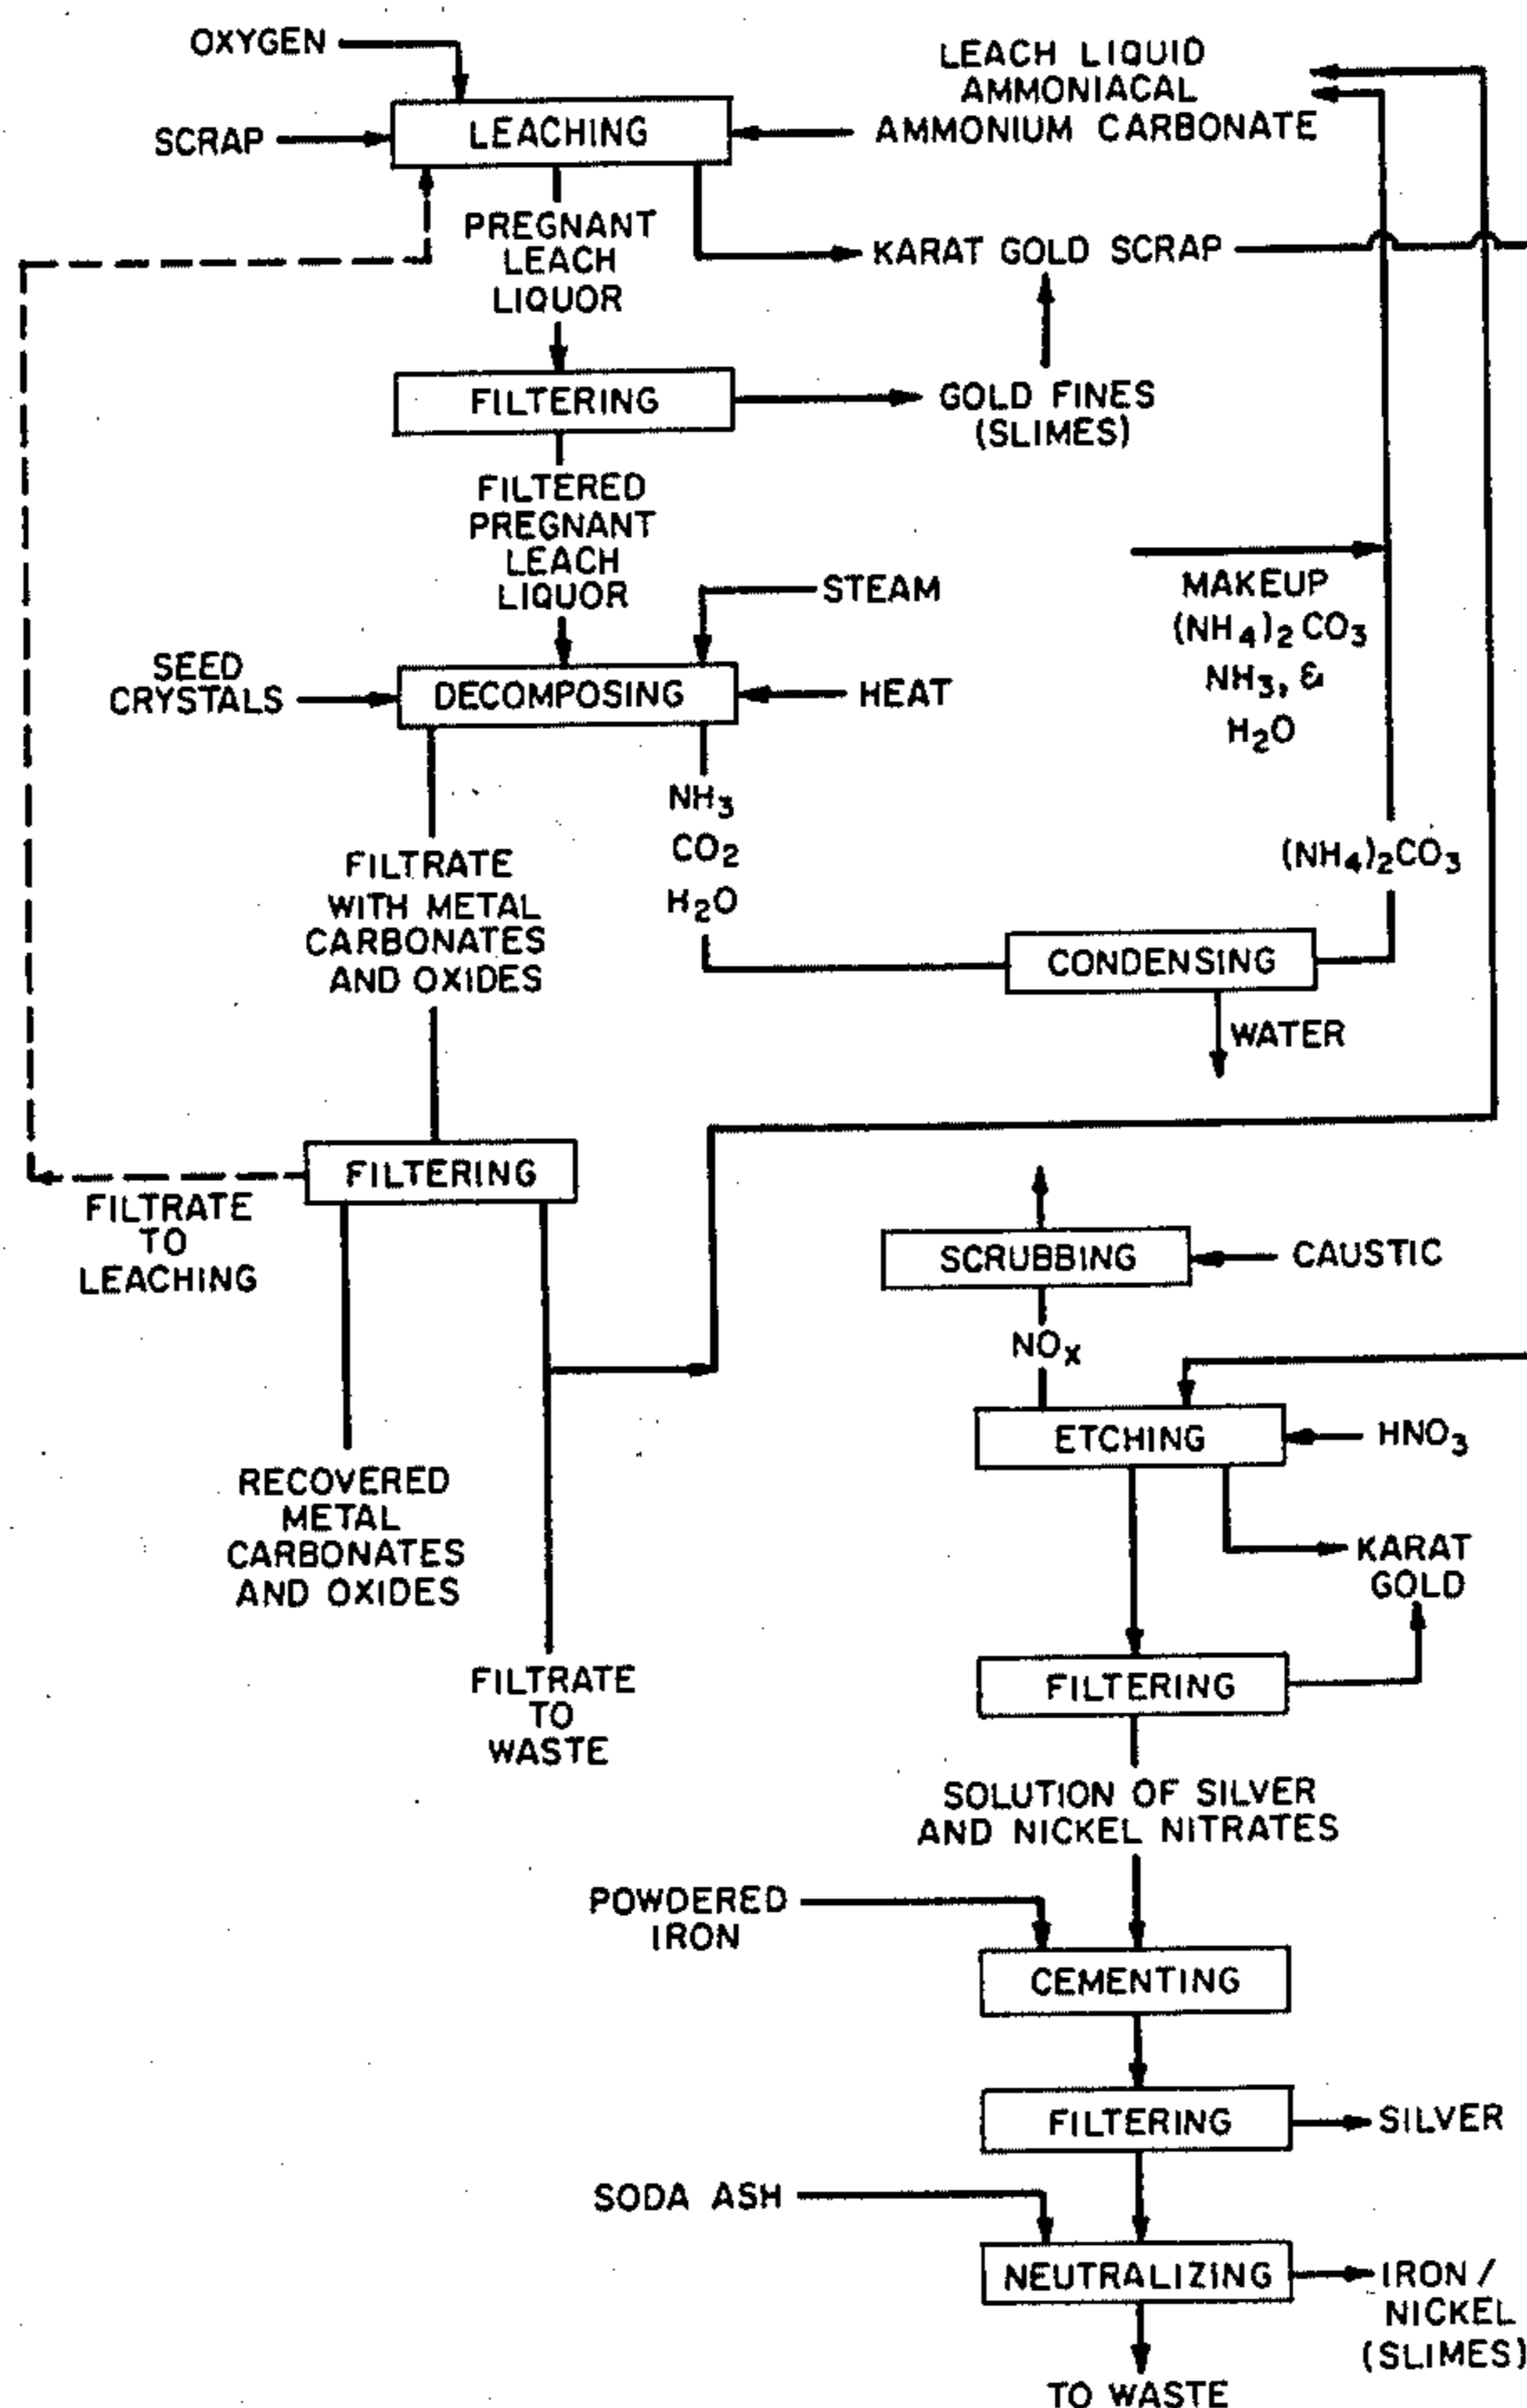 OXYGEN
LEACH LIQUID
AMMONIACAL
AMMONIUM CARBONATE
SCRAP
LEACHING
PREGNANT
LEACH
LIQUOR
KARAT GOLD SCRAP
FILTERING
GOLD FINES
(SLIMES)
FILTERED
PREGNANT
LEACH
LIQUOR
STEAM
MAKEUP
(NH4)2 CO3
NH3, &
H2O
SEED
CRYSTALS
DECOMPOSING
HEAT
NH3
CO2
H2O
(NH4)2CO3
FILTRATE
WITH METAL
CARBONATES
AND OXIDES
CONDENSING
WATER
FILTERING
FILTRATE
TO
LEACHING
SCRUBBING
CAUSTIC
NOx
ETCHING
HNO3
RECOVERED
METAL
CARBONATES
AND OXIDES
KARAT
GOLD
FILTRATE
TO
WASTE
FILTERING
SOLUTION OF SILVER
AND NICKEL NITRATES
POWDERED
IRON
CEMENTING
FILTERING
SILVER
SODA ASH
NEUTRALIZING
IRON /
NICKEL
(SLIMES)
TO WASTE